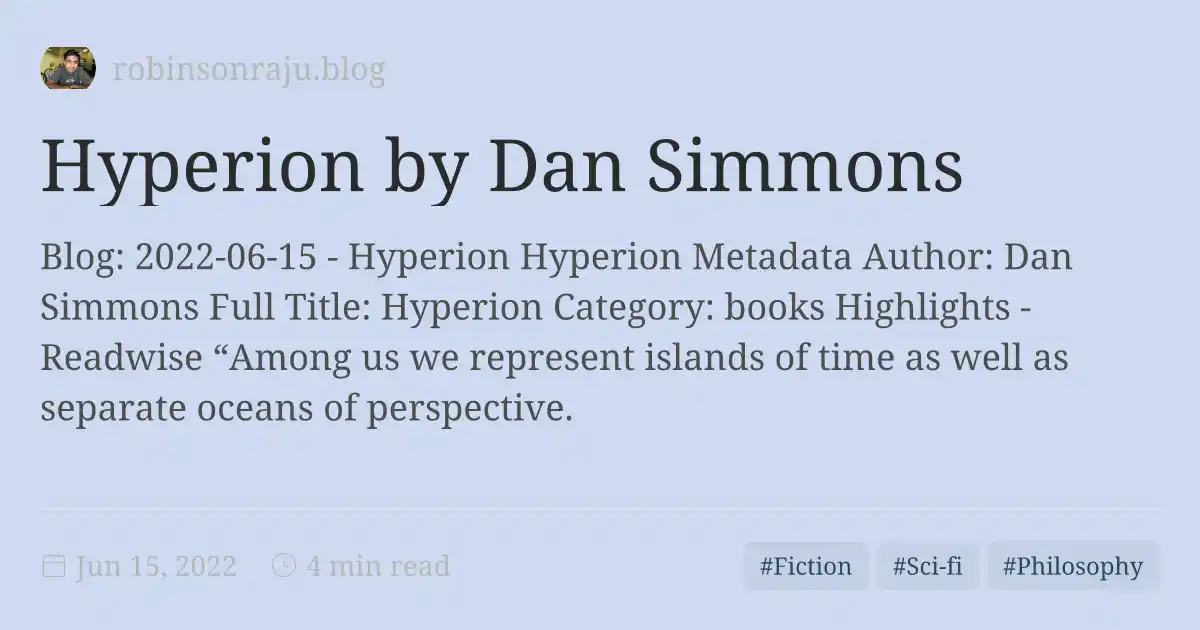 robinsonraju.blog
Hyperion by Dan Simmons
Blog: 2022-06-15 - Hyperion Hyperion Metadata Author: Dan
Simmons Full Title: Hyperion Category: books Highlights -
Readwise “Among us we represent islands of time as well as
separate oceans of perspective.
Jun 15, 2022 4 min read #Fiction #Sci-fi #Philosophy